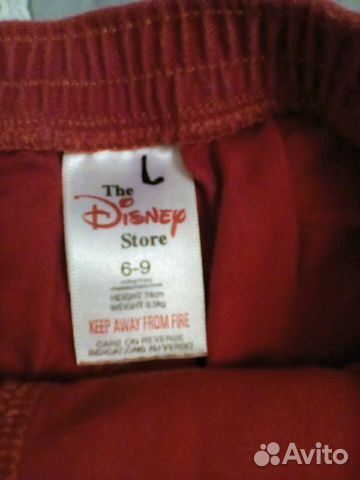 L
The
Disney
Store
6-9
HEIGHT 74cm
WEIGHT 9.5kg
KEEP AWAY FROM FIRE
CARE ON REVERSE
INDICATIONS AU VERSO
Avito